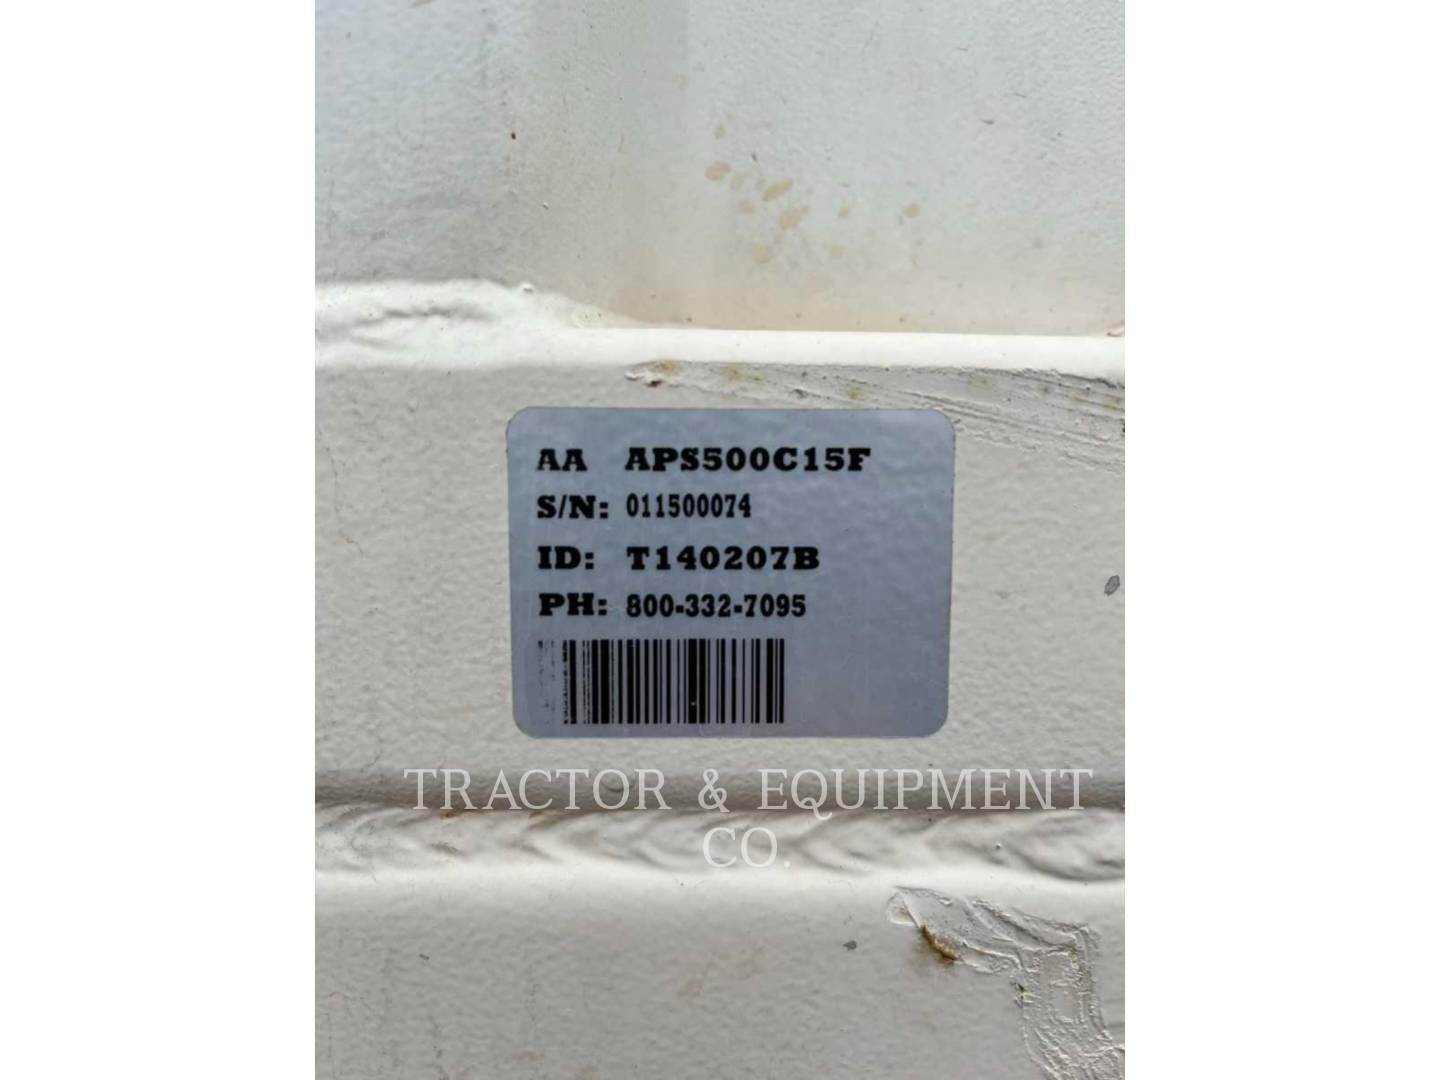 AA APS500C15F
S/N: 011500074
ID: T140207B
PH: 800-332-7095
TRACTOR & EQUIPMENT
CO.